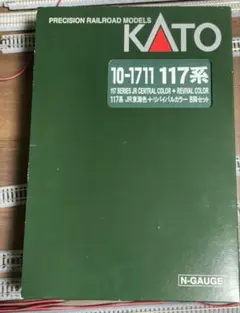 PRECISION RAILROAD MODELS
KATO
10-1711 117系
117 SERIES JR CENTRAL COLOR + REVIVAL COLOR
117系 JR東海色+リバイバルカラー 8両セット
N-GAUGE